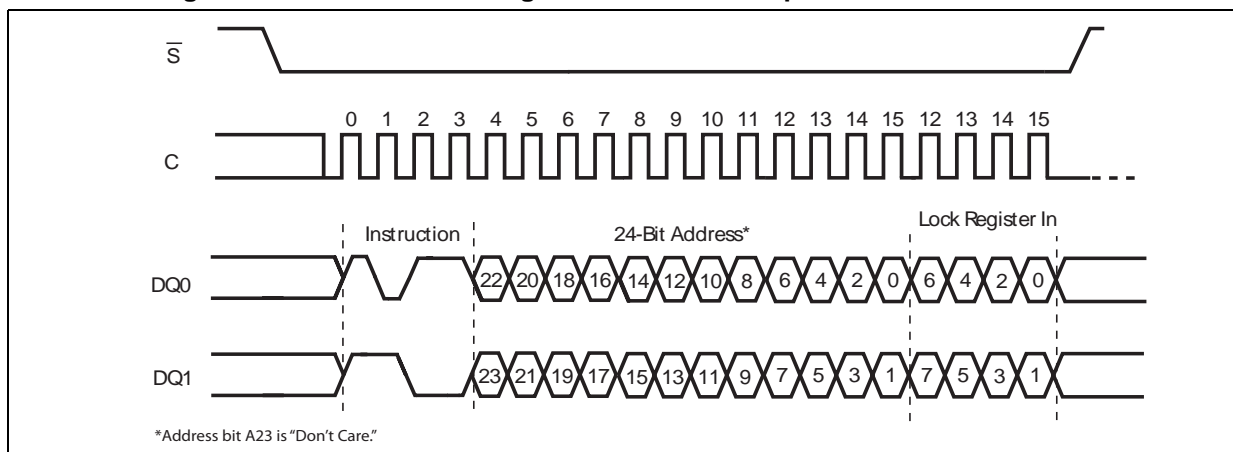 S̅
0 1 2 3 4 5 6 7 8 9 10 11 12 13 14 15 12 13 14 15
C
Instruction 24-Bit Address* Lock Register In
DQ0 22 20 18 16 14 12 10 8 6 4 2 0 6 4 2 0
DQ1 23 21 19 17 15 13 11 9 7 5 3 1 7 5 3 1
*Address bit A23 is "Don't Care."